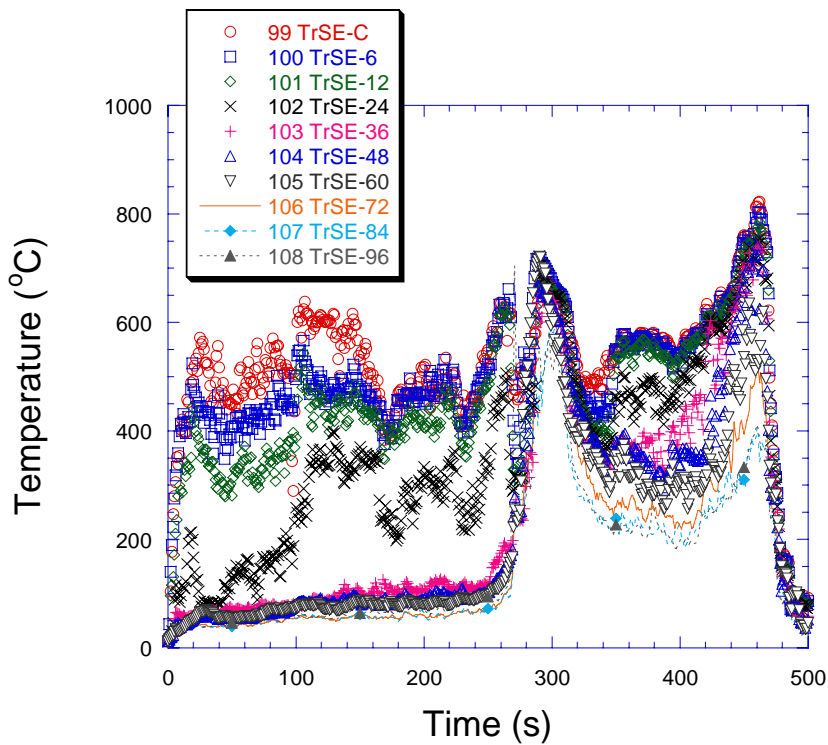 99 TrSE-C
100 TrSE-6
101 TrSE-12
102 TrSE-24
103 TrSE-36
104 TrSE-48
105 TrSE-60
106 TrSE-72
107 TrSE-84
108 TrSE-96
1000
800
600
400
200
0
Temperature (°C)
0 100 200 300 400 500
Time (s)